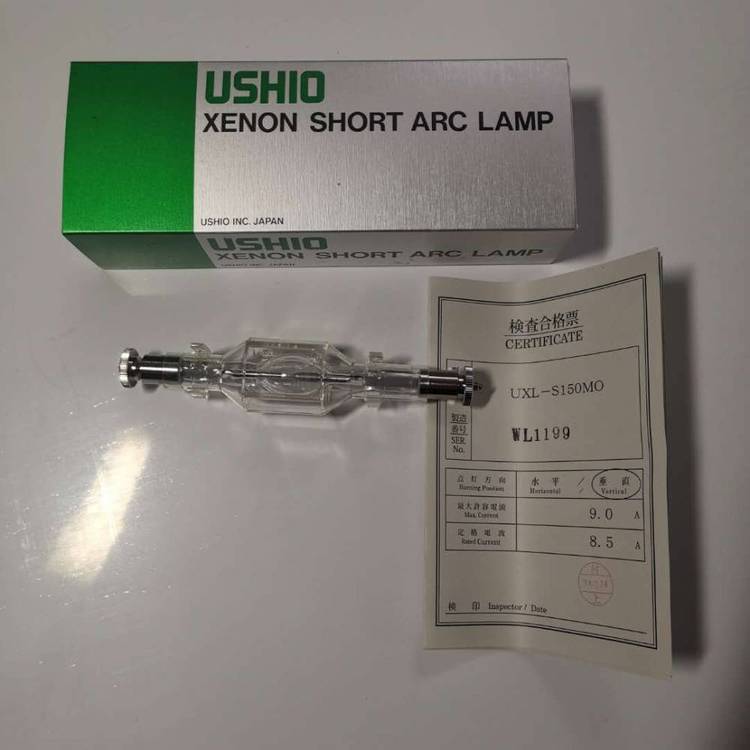 USHIO
XENON SHORT ARC LAMP
USHIO INC. JAPAN
USHIO
XENON SHORT ARC LAMP
USHIO INC. JAPAN
検査合格票
CERTIFICATE
UXL-S150MO
製造
番号
SER.
No.
WL1199
点灯方向 水平 / 垂直
Burning Position Horizontal / Vertical
最大許容電流
Max. Current
9.0 A
定格電流
Rated Current
8.5 A
検 印 Inspector / Date